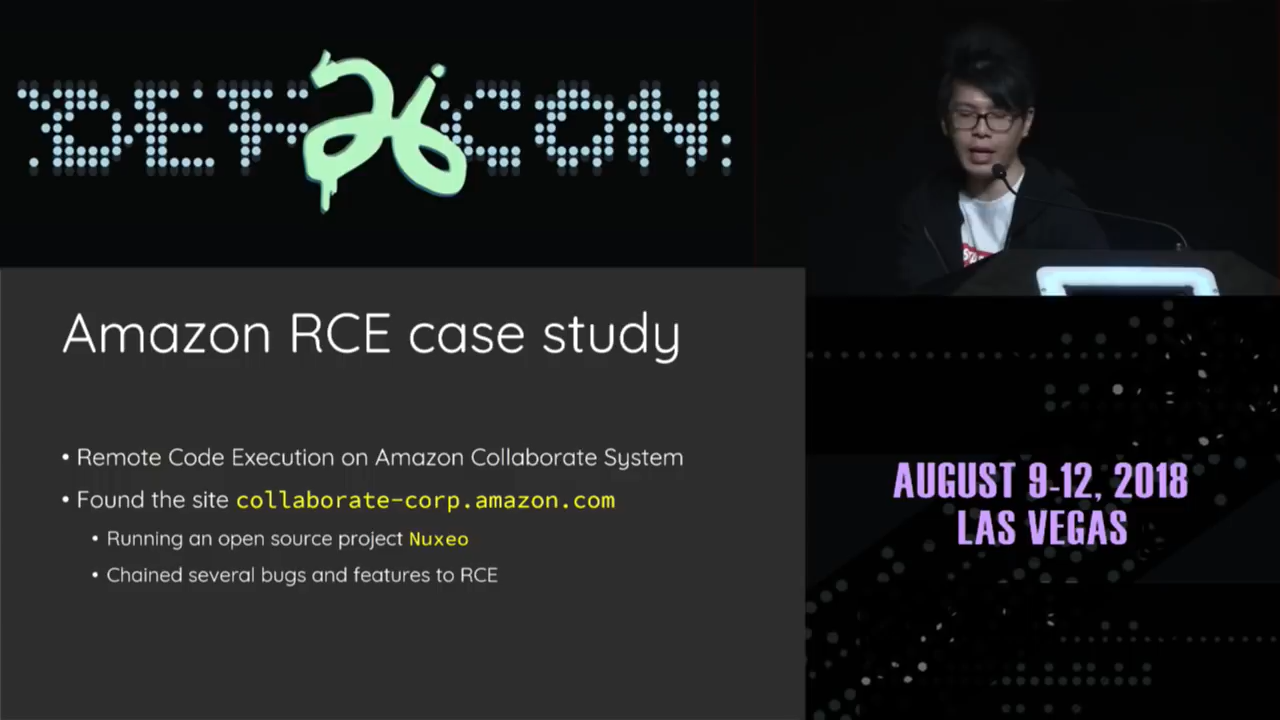 DEF 26 CON
Amazon RCE case study
• Remote Code Execution on Amazon Collaborate System
• Found the site collaborate-corp.amazon.com
• Running an open source project Nuxeo
• Chained several bugs and features to RCE
AUGUST 9-12, 2018
LAS VEGAS